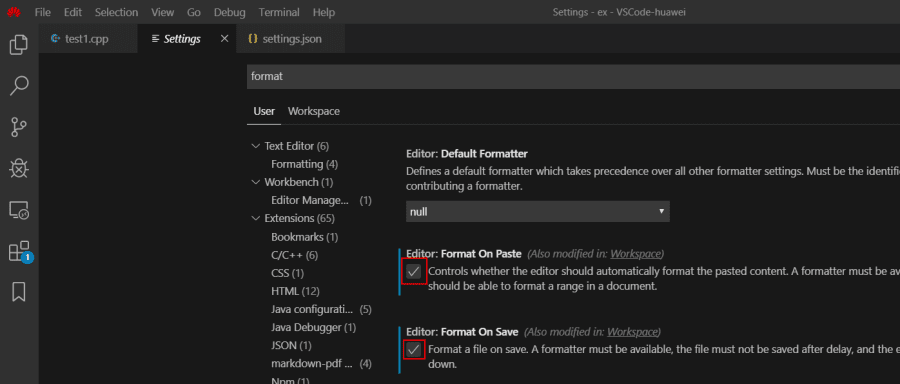 File Edit Selection View Go Debug Terminal Help Settings - ex - VSCode-huawei
test1.cpp Settings settings.json
format
User Workspace
Text Editor (6)
Formatting (4)
Workbench (1)
Editor Manage... (1)
Extensions (65)
Bookmarks (1)
C/C++ (6)
CSS (1)
HTML (12)
Java configurati... (5)
Java Debugger (1)
JSON (1)
markdown-pdf ... (4)
Npm (1)
Editor: Default Formatter
Defines a default formatter which takes precedence over all other formatter settings. Must be the identifi
contributing a formatter.
null
Editor: Format On Paste (Also modified in: Workspace)
Controls whether the editor should automatically format the pasted content. A formatter must be ava
should be able to format a range in a document.
Editor: Format On Save (Also modified in: Workspace)
Format a file on save. A formatter must be available, the file must not be saved after delay, and the e
down.
1